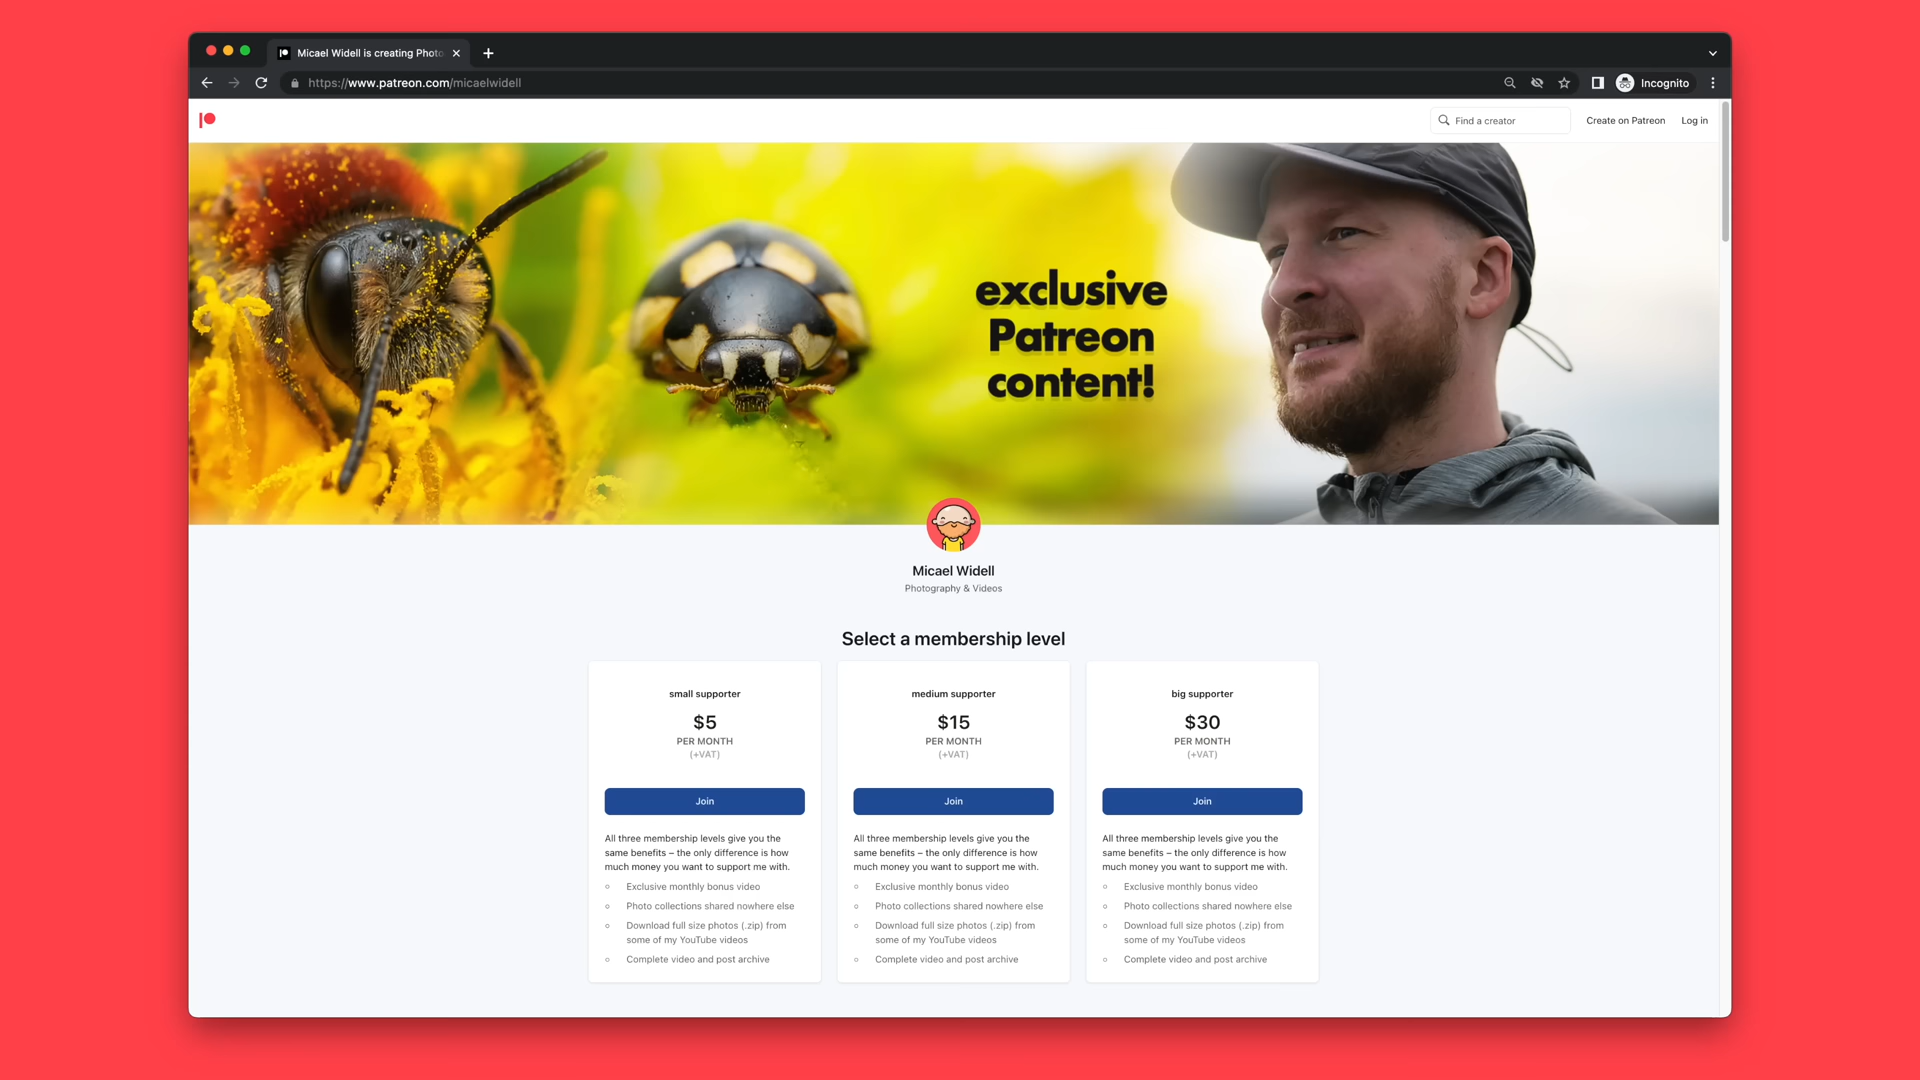 Micael Widell is creating Photo
https://www.patreon.com/micaelwidell
Incognito
Find a creator
Create on Patreon
Log in
exclusive
Patreon
content!
Micael Widell
Photography & Videos
Select a membership level
small supporter
$5
PER MONTH
(+VAT)
Join
All three membership levels give you the
same benefits – the only difference is how
much money you want to support me with.
Exclusive monthly bonus video
Photo collections shared nowhere else
Download full size photos (.zip) from
some of my YouTube videos
Complete video and post archive
medium supporter
$15
PER MONTH
(+VAT)
Join
All three membership levels give you the
same benefits – the only difference is how
much money you want to support me with.
Exclusive monthly bonus video
Photo collections shared nowhere else
Download full size photos (.zip) from
some of my YouTube videos
Complete video and post archive
big supporter
$30
PER MONTH
(+VAT)
Join
All three membership levels give you the
same benefits – the only difference is how
much money you want to support me with.
Exclusive monthly bonus video
Photo collections shared nowhere else
Download full size photos (.zip) from
some of my YouTube videos
Complete video and post archive